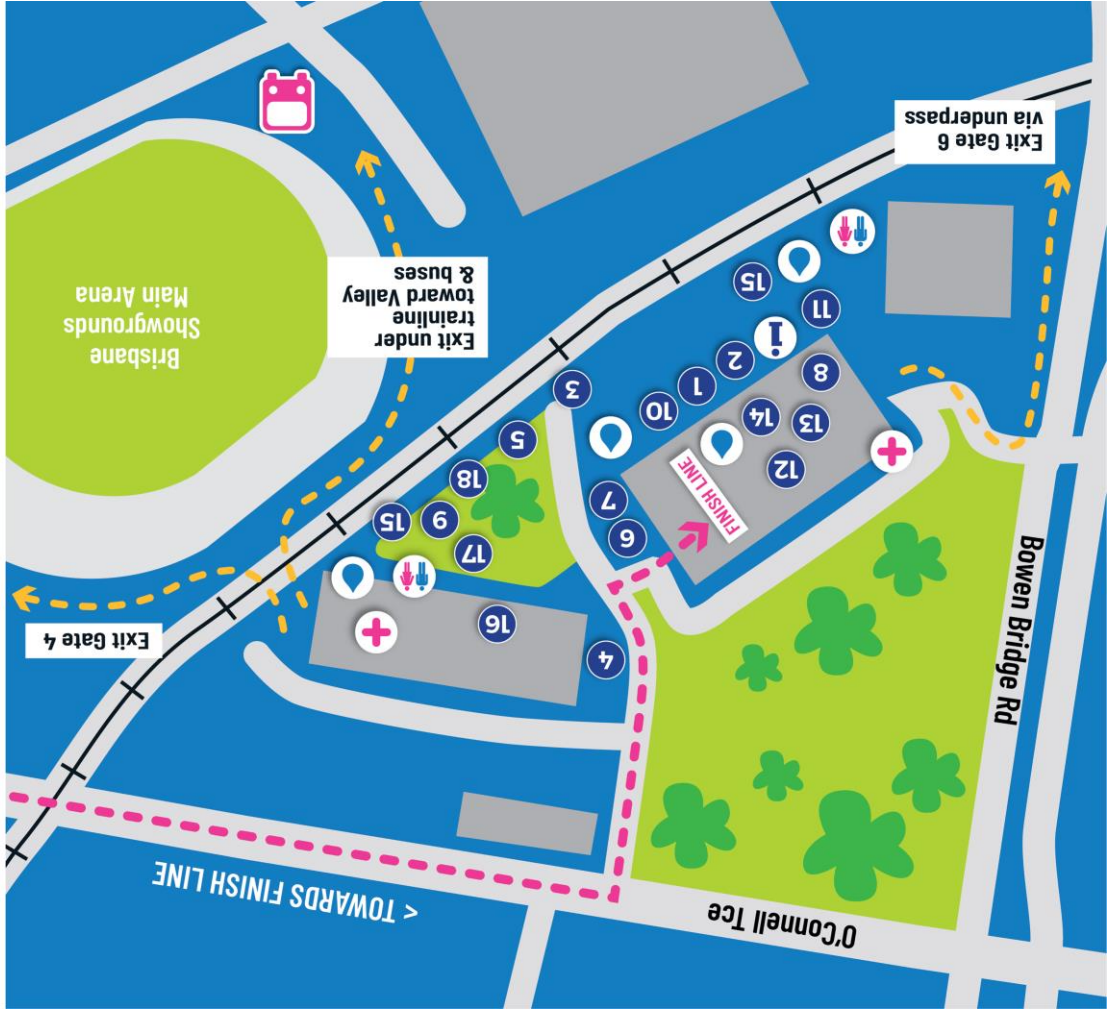 O'Connell Tce
< TOWARDS FINISH LINE
Bowen Bridge Rd
4
16
Exit Gate 4
17
6
9
15
7
FINISH LINE
18
12
5
13
14
10
3
1
8
2
i
11
15
Exit under
trainline
toward Valley
& buses
Brisbane
Showgrounds
Main Arena
Exit Gate 6
via underpass